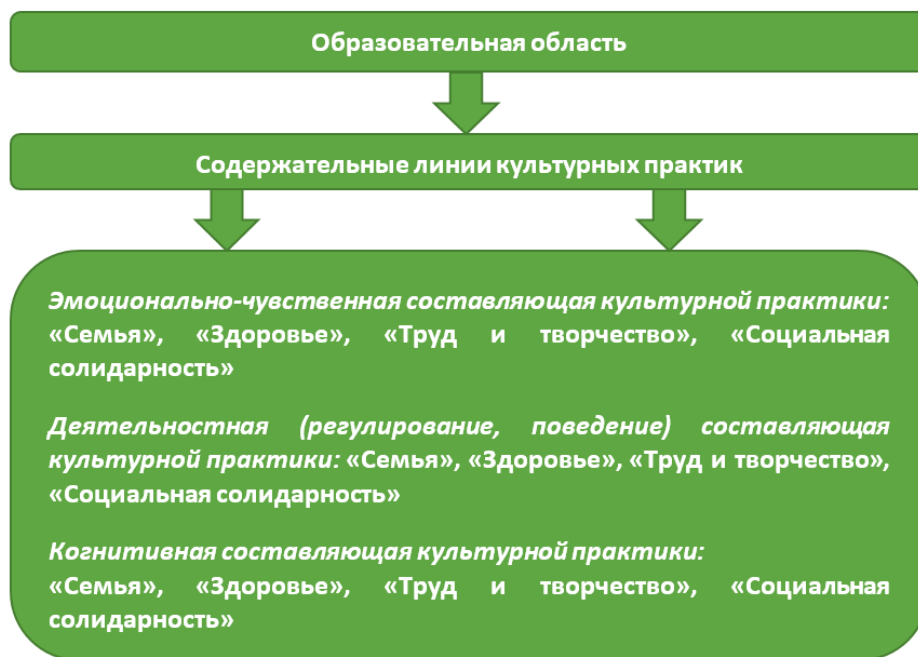 Образовательная область
Содержательные линии культурных практик
Эмоционально-чувственная составляющая культурной практики:
«Семья», «Здоровье», «Труд и творчество», «Социальная
солидарность»
Деятельностная (регулирование, поведение) составляющая
культурной практики: «Семья», «Здоровье», «Труд и творчество»,
«Социальная солидарность»
Когнитивная составляющая культурной практики:
«Семья», «Здоровье», «Труд и творчество», «Социальная
солидарность»